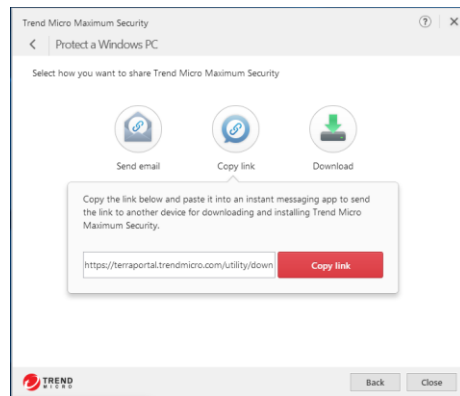 Trend Micro Maximum Security
?
Protect a Windows PC
Select how you want to share Trend Micro Maximum Security
Send email Copy link Download
Copy the link below and paste it into an instant messaging app to send
the link to another device for downloading and installing Trend Micro
Maximum Security.
https://terraportal.trendmicro.com/utility/down Copy link
TREND
MICRO
Back Close